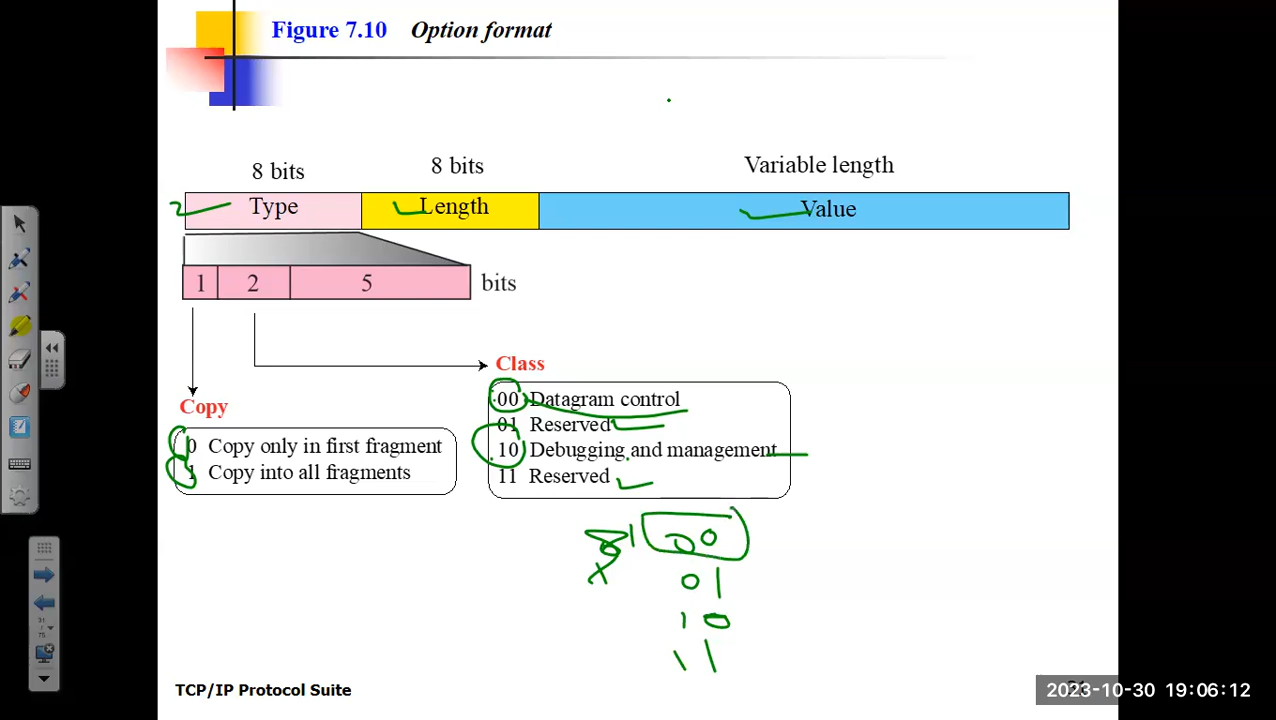 Figure 7.10 Option format
8 bits 8 bits Variable length
Type Length Value
1 2 5 bits
Class
00 Datagram control
01 Reserved
10 Debugging and management
11 Reserved
Copy
0 Copy only in first fragment
1 Copy into all fragments
00
01
10
11
TCP/IP Protocol Suite
2023-10-30 19:06:12